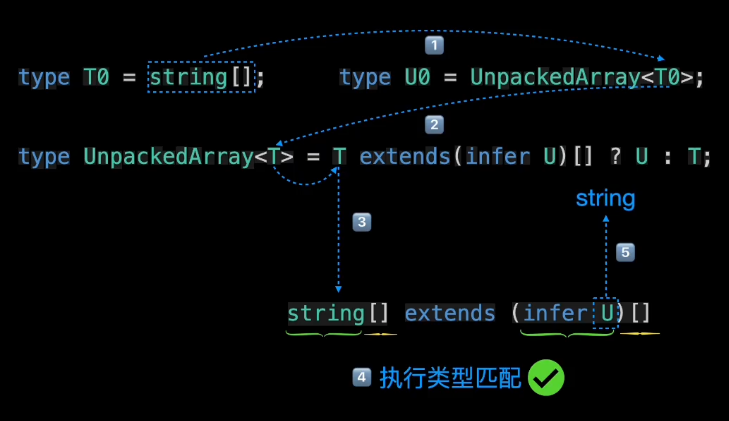 1
type T0 = string[]; type U0 = UnpackedArray<T0>;
2
type UnpackedArray<T> = T extends(infer U)[] ? U : T;
string
3
5
string[] extends (infer U)[]
4 执行类型匹配